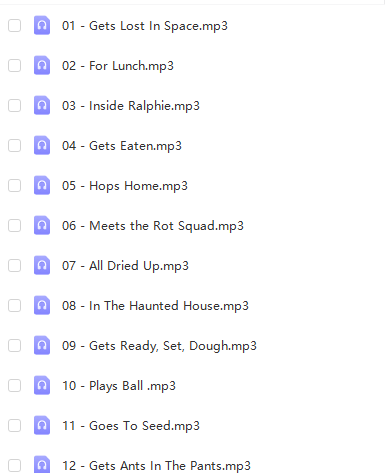 01 - Gets Lost In Space.mp3
02 - For Lunch.mp3
03 - Inside Ralphie.mp3
04 - Gets Eaten.mp3
05 - Hops Home.mp3
06 - Meets the Rot Squad.mp3
07 - All Dried Up.mp3
08 - In The Haunted House.mp3
09 - Gets Ready, Set, Dough.mp3
10 - Plays Ball .mp3
11 - Goes To Seed.mp3
12 - Gets Ants In The Pants.mp3